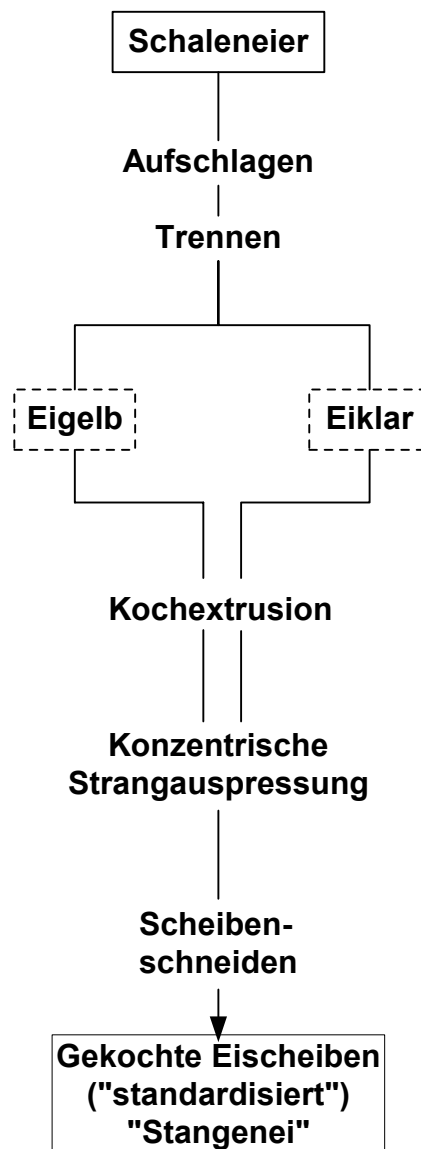 Schaleneier
Aufschlagen
Trennen
Eigelb
Eiklar
Kochextrusion
Konzentrische
Strangauspressung
Scheiben-
schneiden
Gekochte Eischeiben
("standardisiert")
"Stangenei"